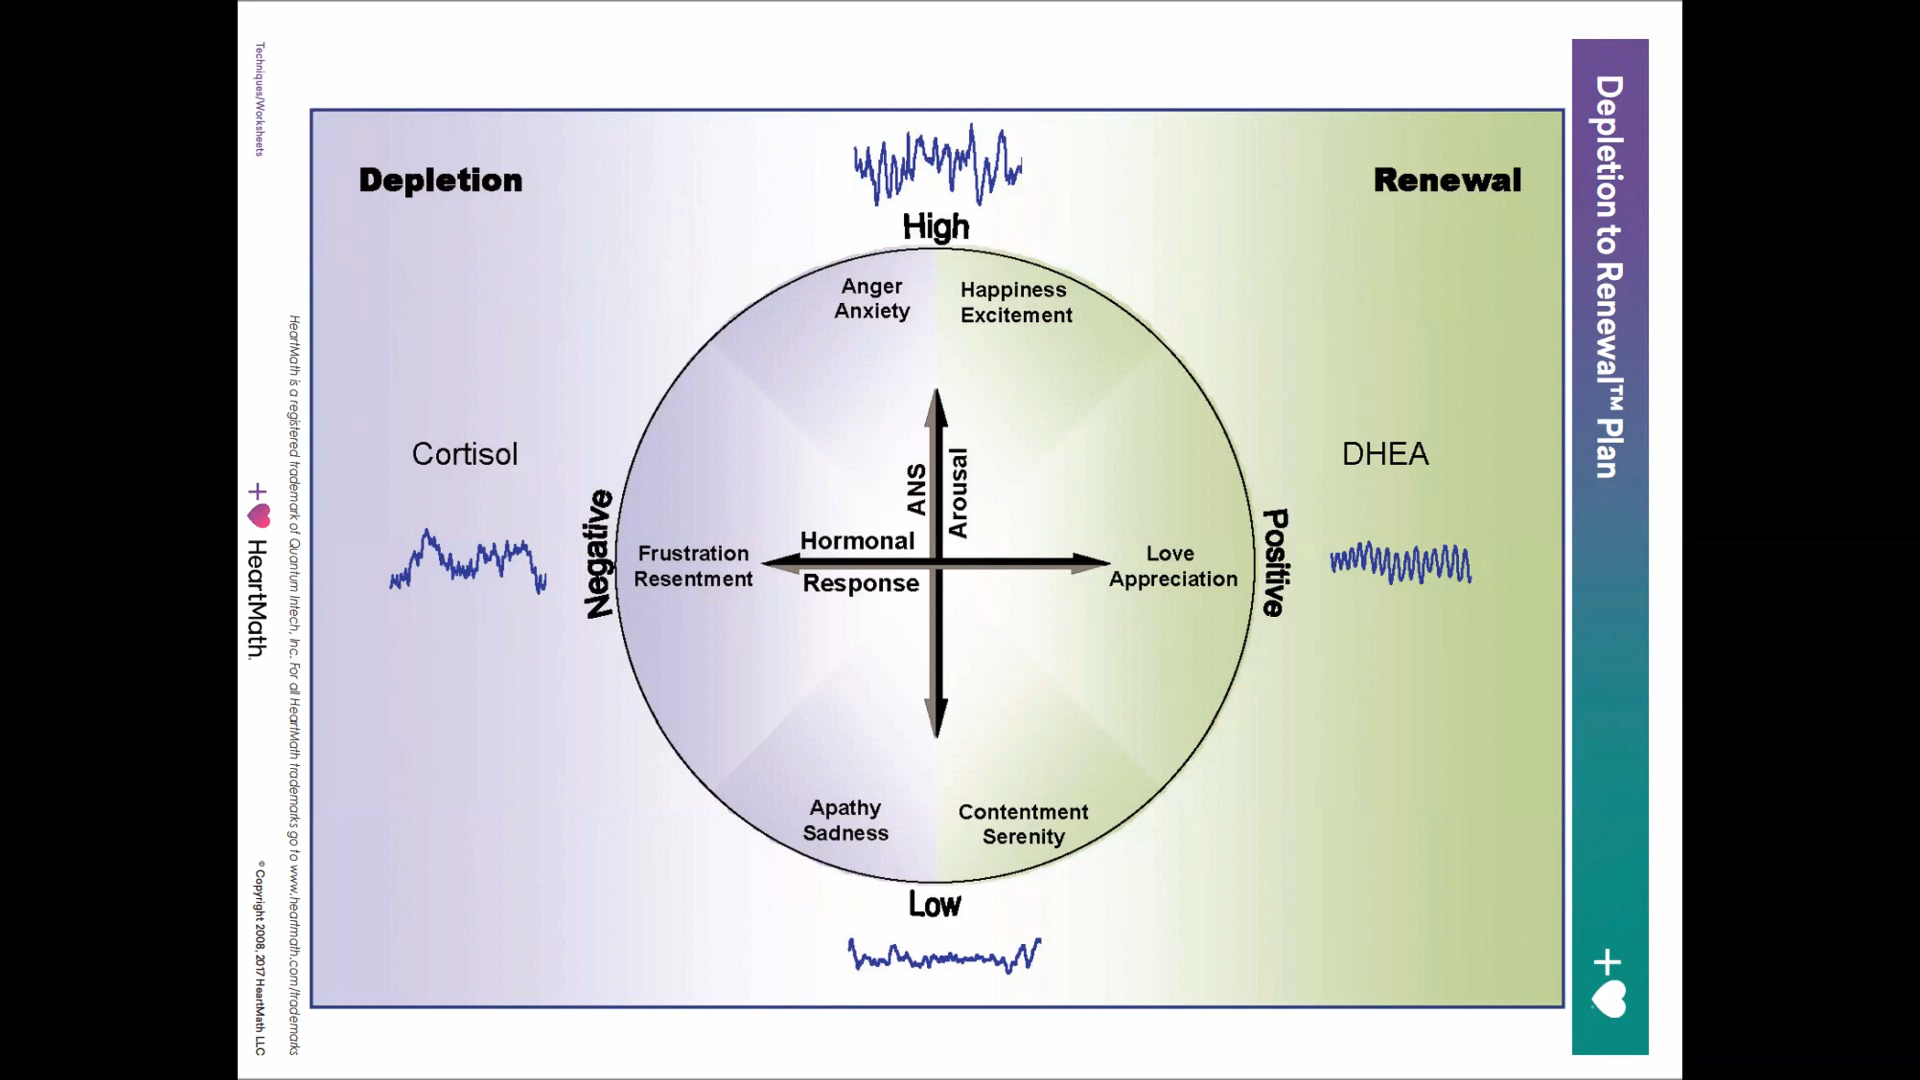 Depletion to Renewal™ Plan
Depletion
Renewal
High
Anger
Anxiety
Happiness
Excitement
Cortisol
DHEA
ANS
Arousal
Negative
Positive
Hormonal
Response
Frustration
Resentment
Love
Appreciation
Apathy
Sadness
Contentment
Serenity
Low
HeartMath is a registered trademark of Quantum Intech, Inc. For all HeartMath trademarks go to www.heartmath.com/trademarks
Techniques/Worksheets
HeartMath.
© Copyright 2008, 2017 HeartMath LLC